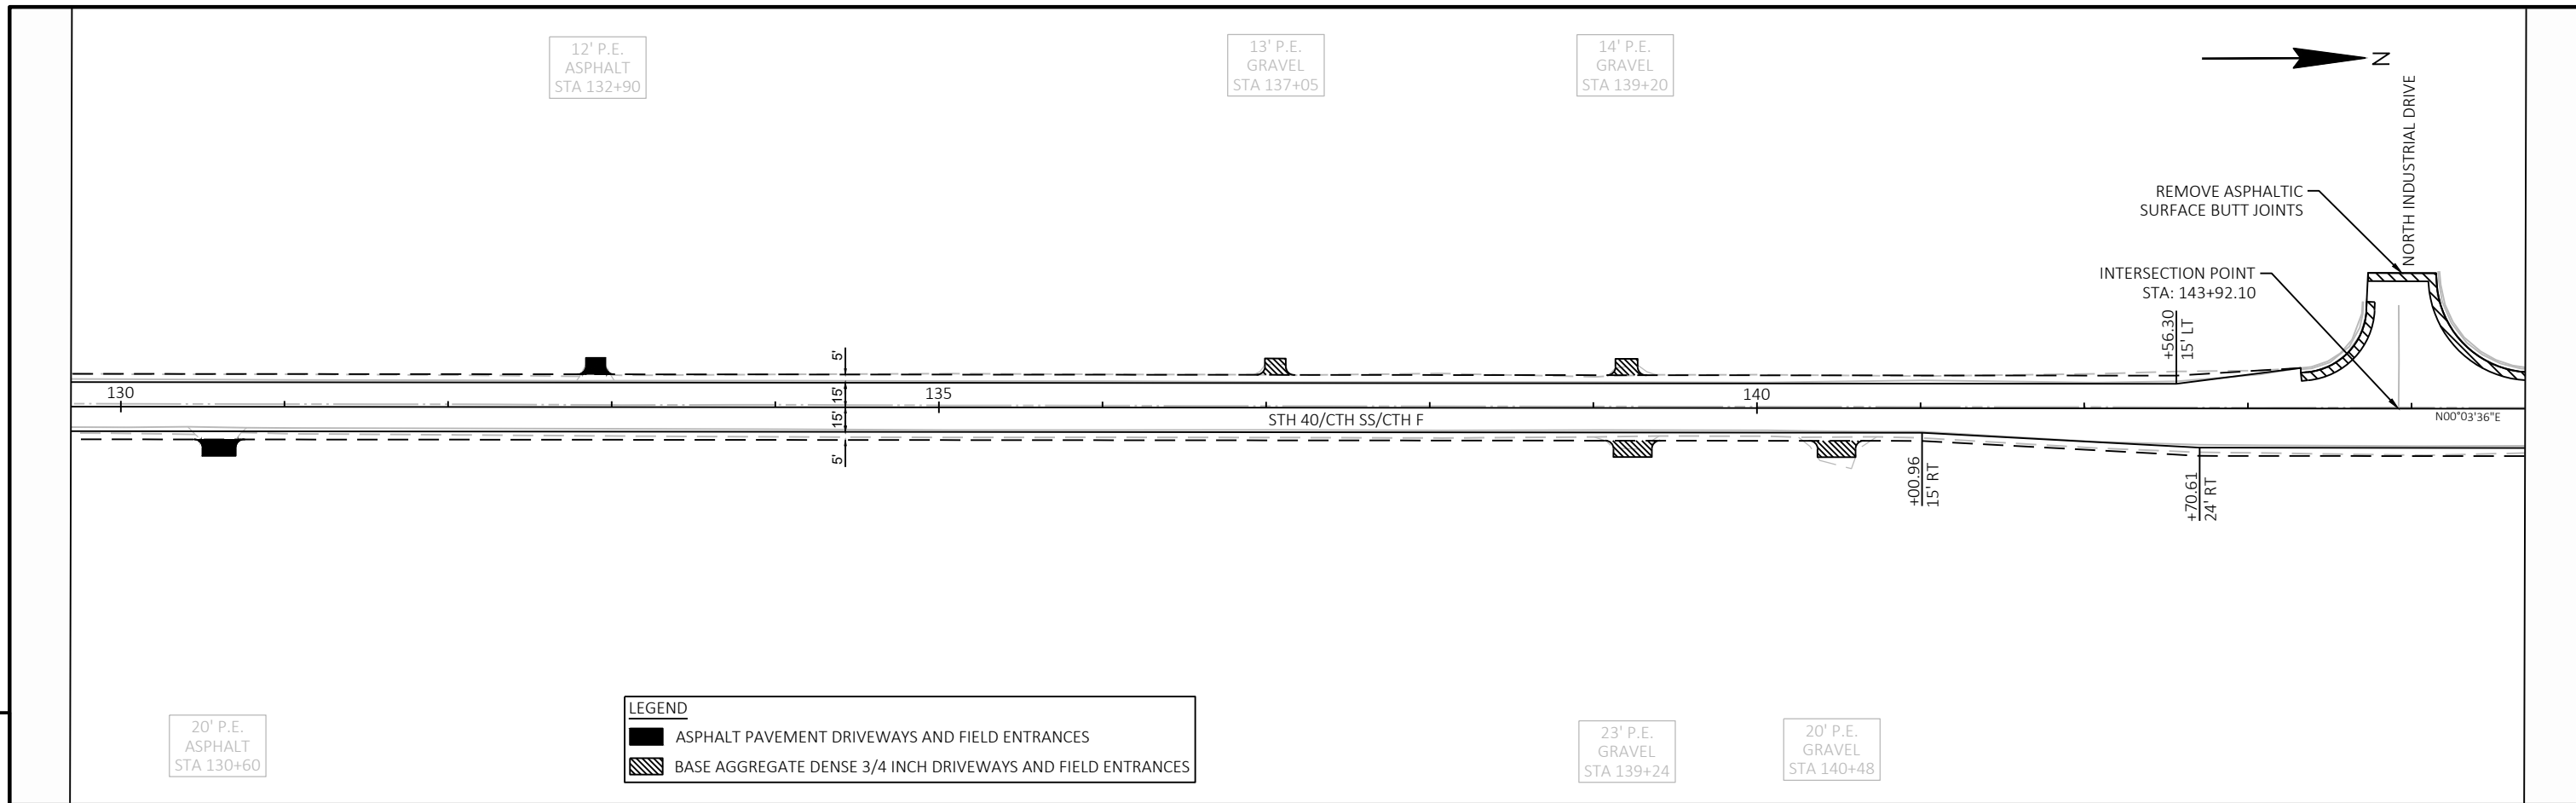 12' P.E.
ASPHALT
STA 132+90
13' P.E.
GRAVEL
STA 137+05
14' P.E.
GRAVEL
STA 139+20
N
NORTH INDUSTRIAL DRIVE
REMOVE ASPHALTIC
SURFACE BUTT JOINTS
INTERSECTION POINT
STA: 143+92.10
+56.30
15' LT
5'
15'
15'
5'
130
135
140
STH 40/CTH SS/CTH F
N00°03'36"E
+00.96
15' RT
+70.61
24' RT
20' P.E.
ASPHALT
STA 130+60
LEGEND
ASPHALT PAVEMENT DRIVEWAYS AND FIELD ENTRANCES
BASE AGGREGATE DENSE 3/4 INCH DRIVEWAYS AND FIELD ENTRANCES
23' P.E.
GRAVEL
STA 139+24
20' P.E.
GRAVEL
STA 140+48